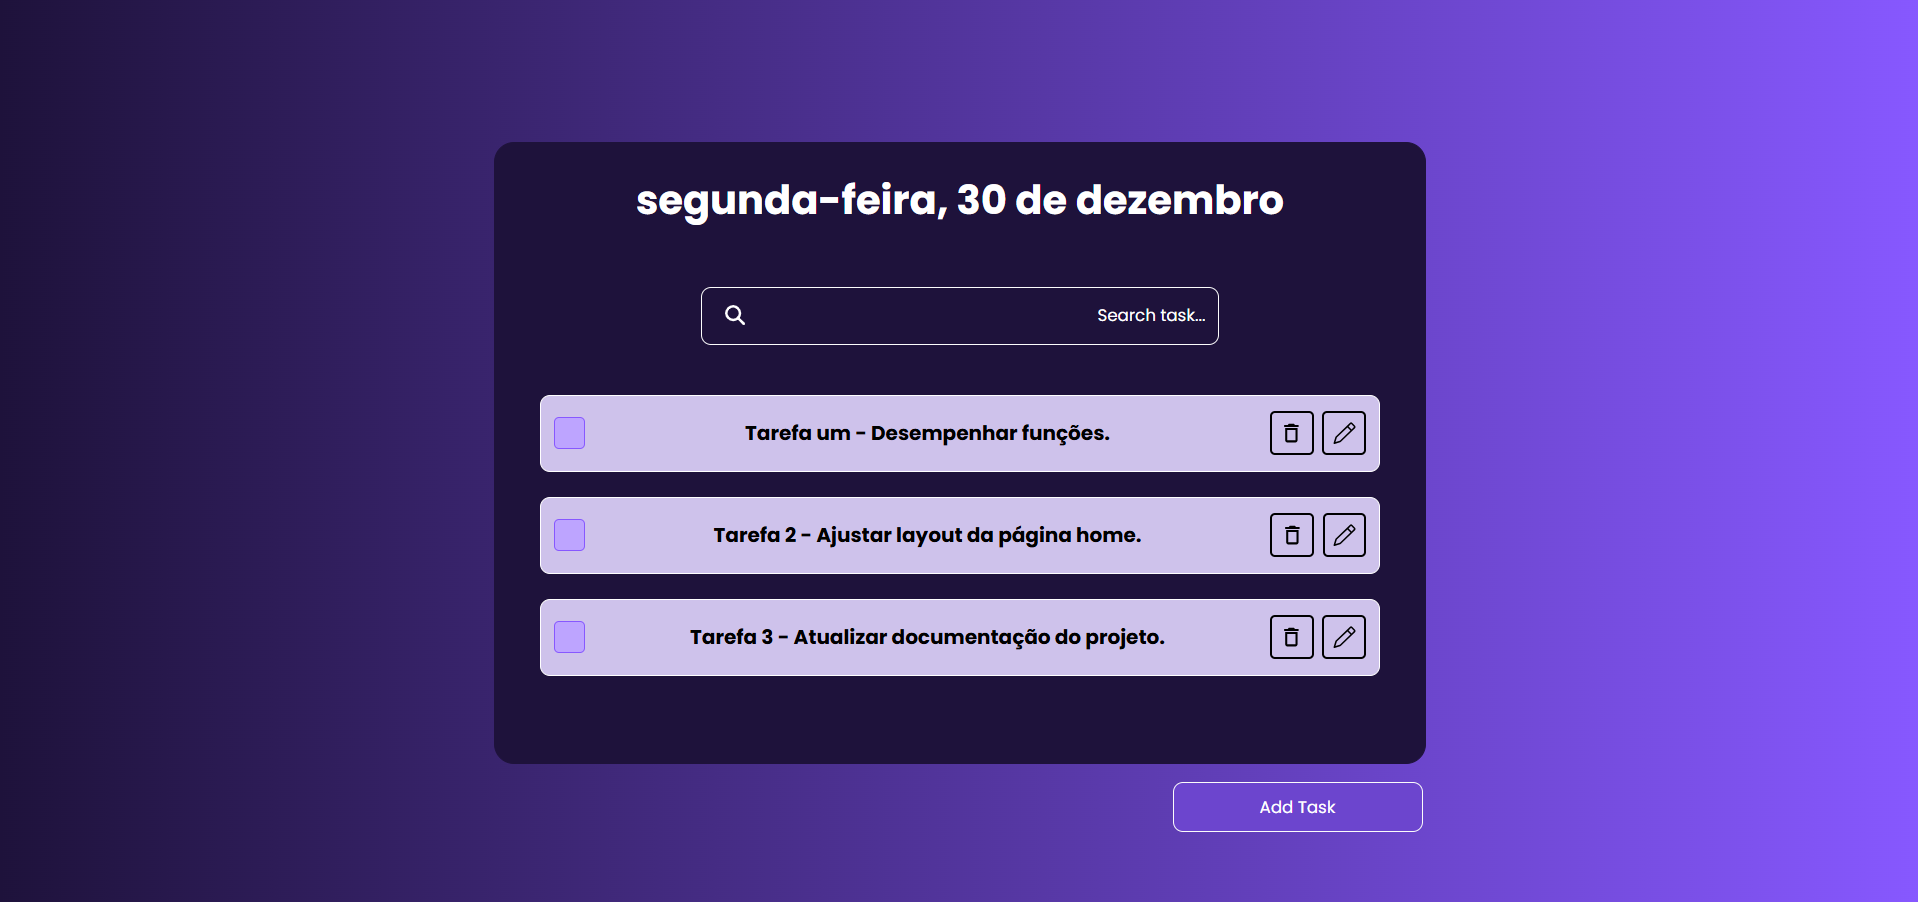 segunda-feira, 30 de dezembro
Search task...
Tarefa um - Desempenhar funções.
Tarefa 2 - Ajustar layout da página home.
Tarefa 3 - Atualizar documentação do projeto.
Add Task